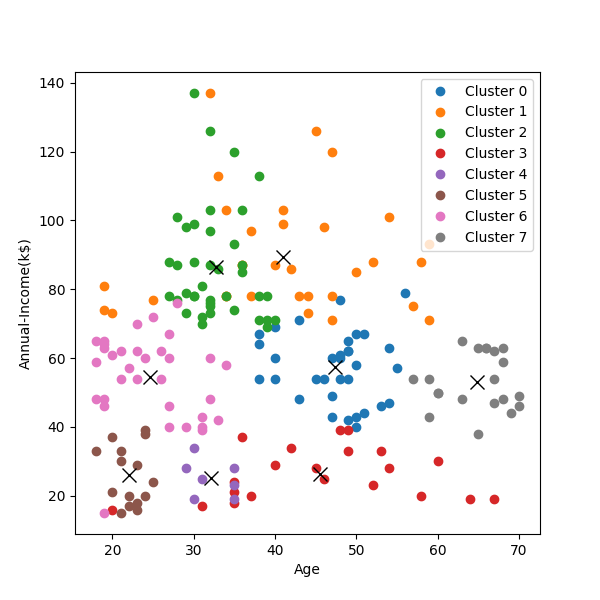 140
120
100
80
60
40
20
Annual-Income(k$)
20 30 40 50 60 70
Age
Cluster 0
Cluster 1
Cluster 2
Cluster 3
Cluster 4
Cluster 5
Cluster 6
Cluster 7